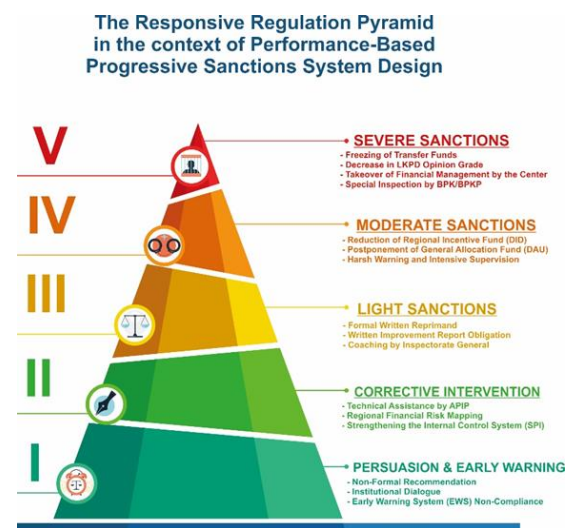 The Responsive Regulation Pyramid
in the context of Performance-Based
Progressive Sanctions System Design
V
SEVERE SANCTIONS
- Freezing of Transfer Funds
- Decrease in LKPD Opinion Grade
- Takeover of Financial Management by the Center
- Special Inspection by BPK/BPKP
IV
MODERATE SANCTIONS
- Reduction of Regional Incentive Fund (DID)
- Postponement of General Allocation Fund (DAU)
- Harsh Warning and Intensive Supervision
III
LIGHT SANCTIONS
- Formal Written Reprimand
- Written Improvement Report Obligation
- Coaching by Inspectorate General
II
CORRECTIVE INTERVENTION
- Technical Assistance by APIP
- Regional Financial Risk Mapping
- Strengthening the Internal Control System (SPI)
I
PERSUASION & EARLY WARNING
- Non-Formal Recommendation
- Institutional Dialogue
- Early Warning System (EWS) Non-Compliance